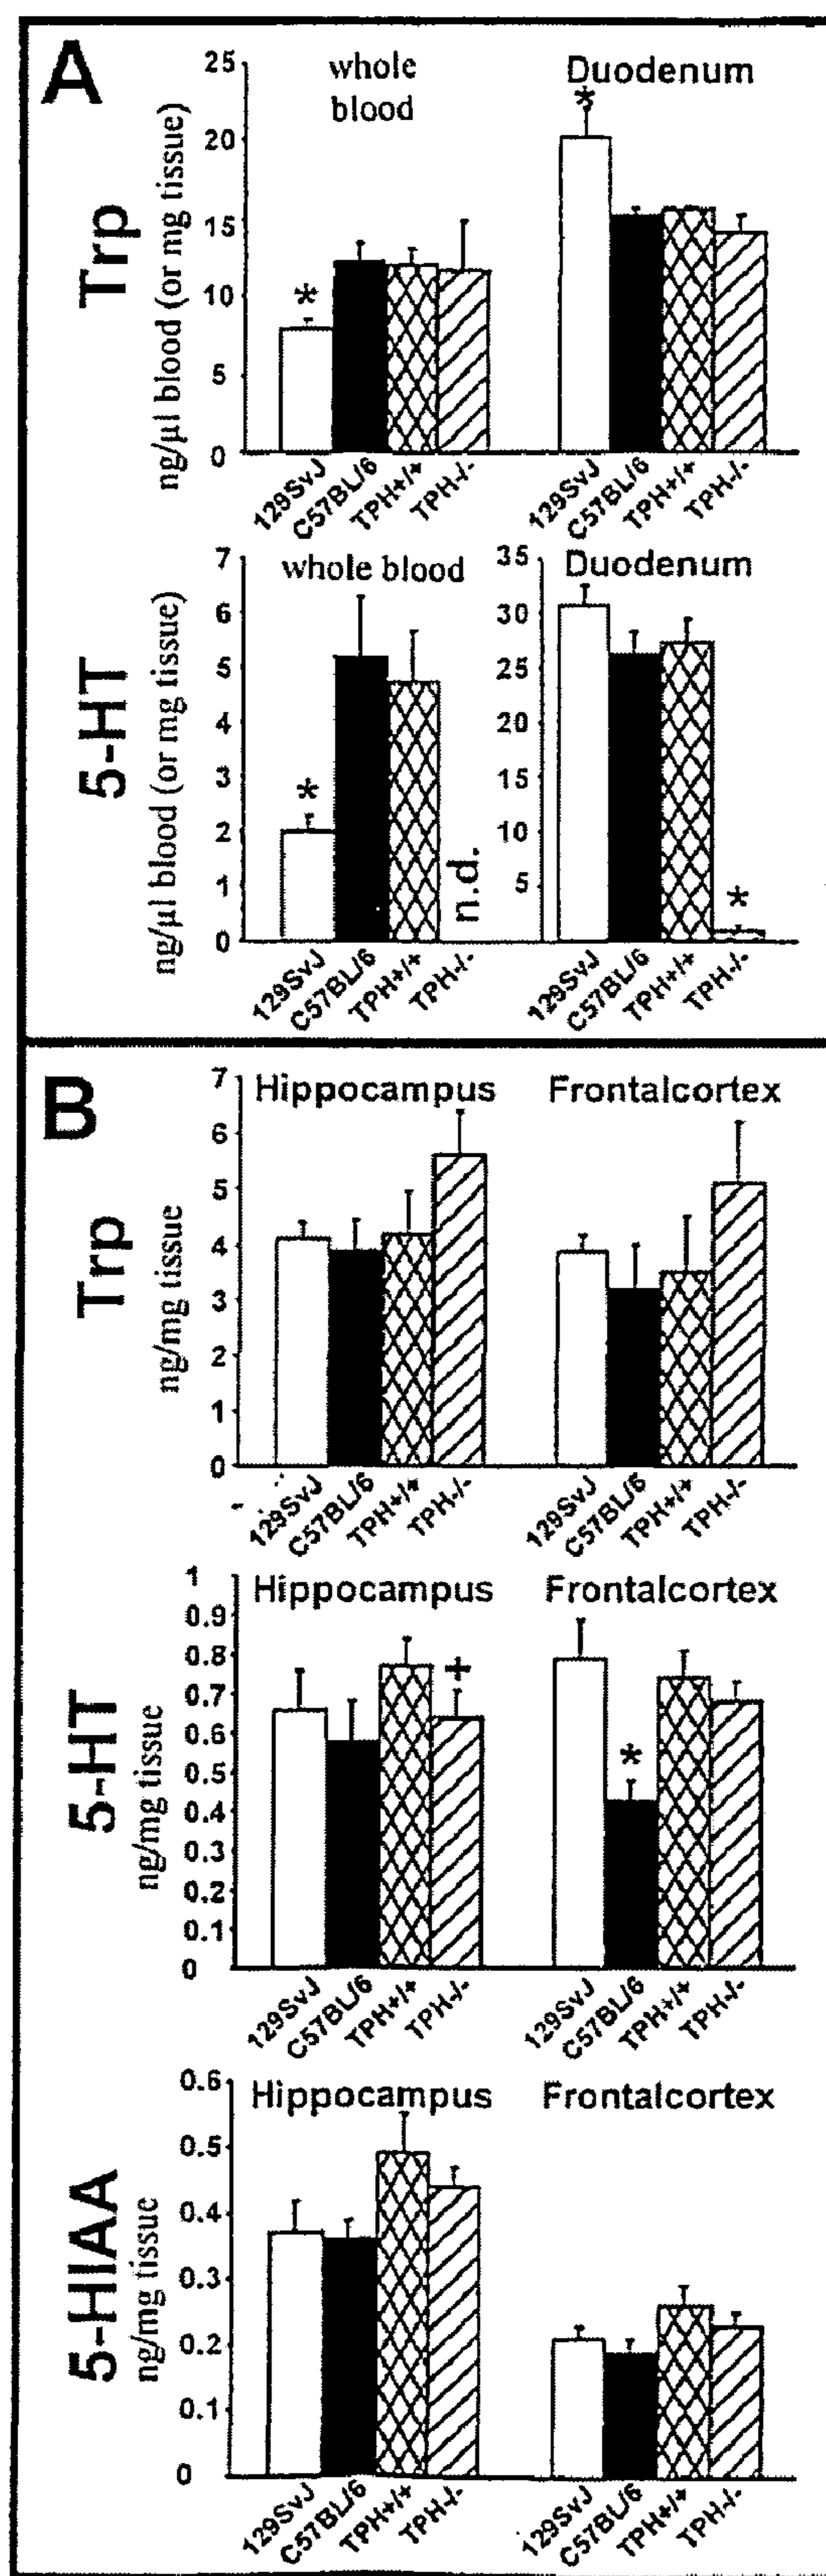 A
Trp
ng/µl blood (or mg tissue)
whole
blood
Duodenum
25
20
15
10
5
0
*
*
129SvJ
C57BL/6
TPH+/+
TPH-/-
129SvJ
C57BL/6
TPH+/+
TPH-/-
5-HT
ng/µl blood (or mg tissue)
whole blood
7
6
5
4
3
2
1
0
*
n.d.
Duodenum
35
30
25
20
15
10
5
*
129SvJ
C57BL/6
TPH+/+
TPH-/-
129SvJ
C57BL/6
TPH+/+
TPH-/-
B
Trp
ng/mg tissue
Hippocampus
Frontalcortex
7
6
5
4
3
2
1
0
129SvJ
C57BL/6
TPH+/+
TPH-/-
129SvJ
C57BL/6
TPH+/+
TPH-/-
5-HT
ng/mg tissue
Hippocampus
Frontalcortex
1
0.9
0.8
0.7
0.6
0.5
0.4
0.3
0.2
0.1
0
+
*
129SvJ
C57BL/6
TPH+/+
TPH-/-
129SvJ
C57BL/6
TPH+/+
TPH-/-
5-HIAA
ng/mg tissue
Hippocampus
Frontalcortex
0.6
0.5
0.4
0.3
0.2
0.1
0
129SvJ
C57BL/6
TPH+/+
TPH-/-
129SvJ
C57BL/6
TPH+/+
TPH-/-